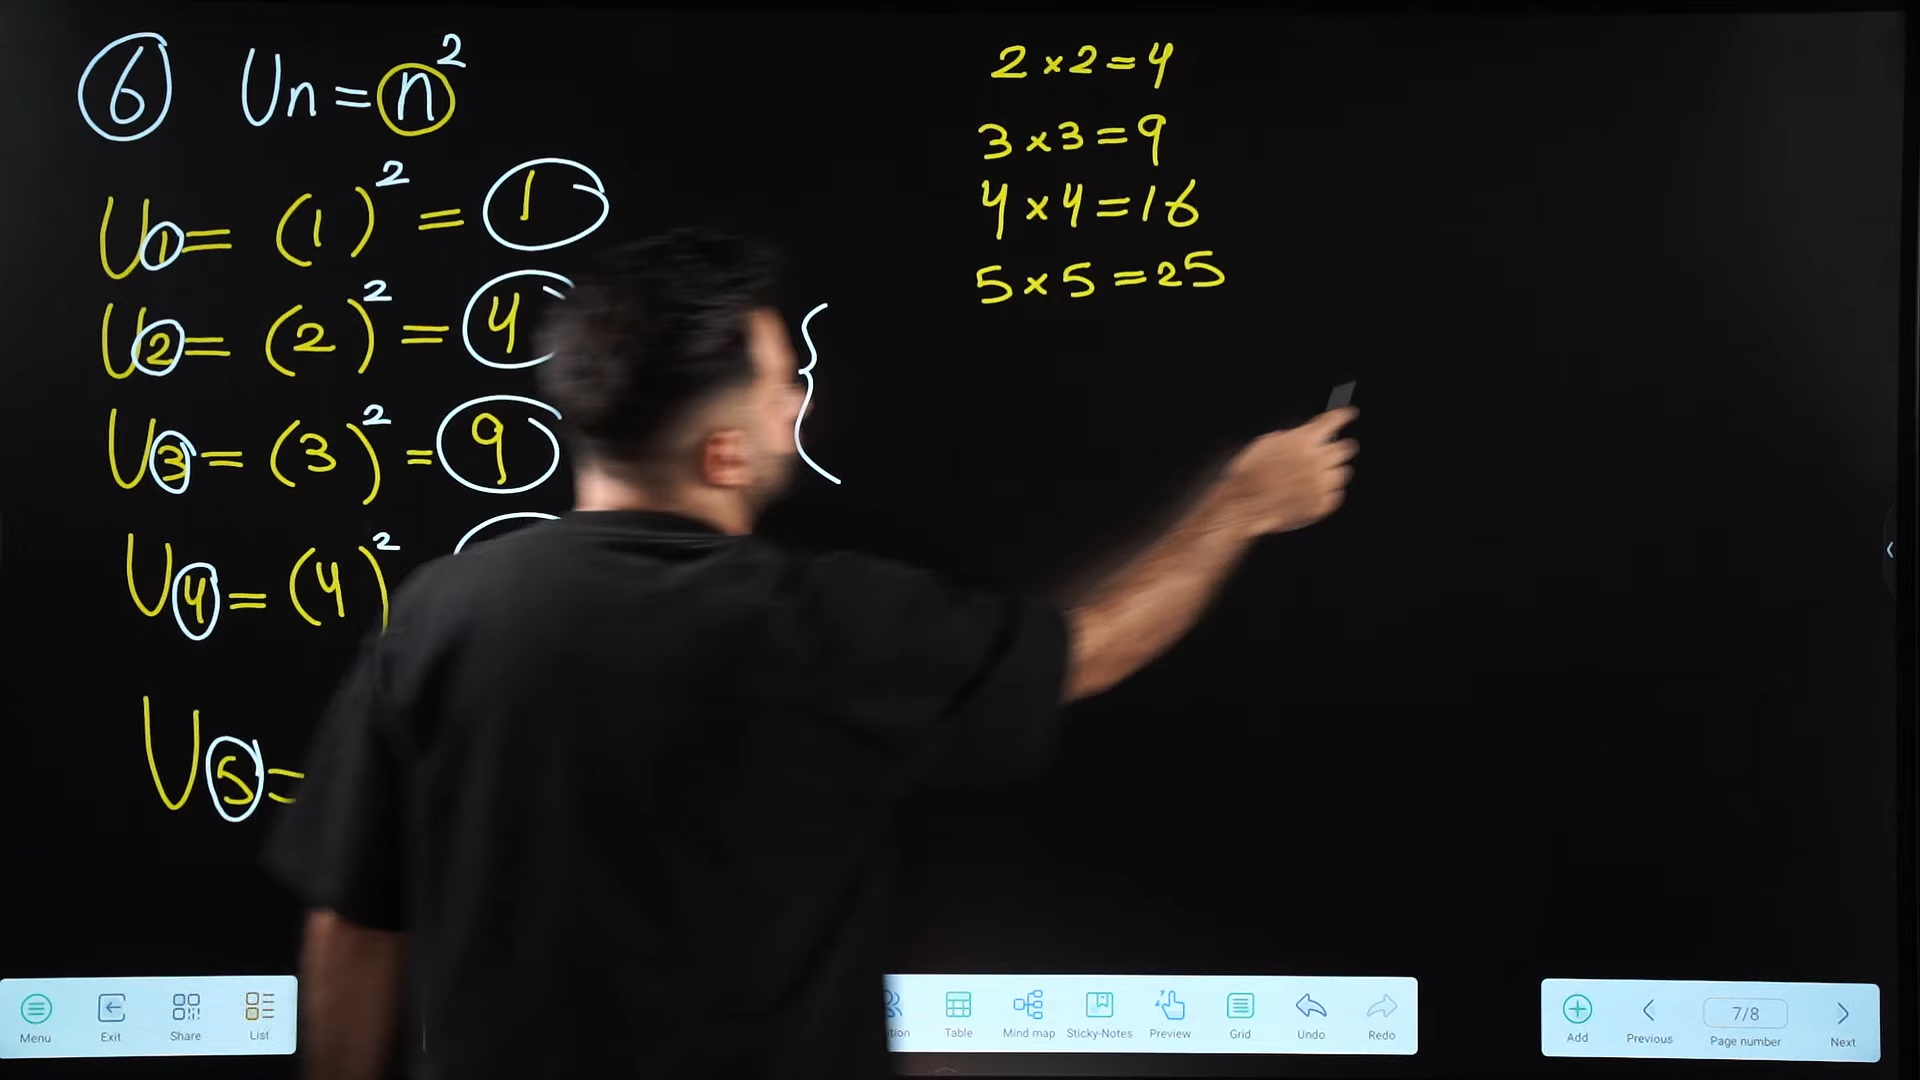 6 Un = n²
U1 = (1)² = 1
U2 = (2)² = 4
U3 = (3)² = 9
U4 = (4)²
U5 =
2 × 2 = 4
3 × 3 = 9
4 × 4 = 16
5 × 5 = 25
Menu Exit Share List
Table Mind map Sticky-Notes Preview Grid Undo Redo
Add Previous 7/8 Page number Next